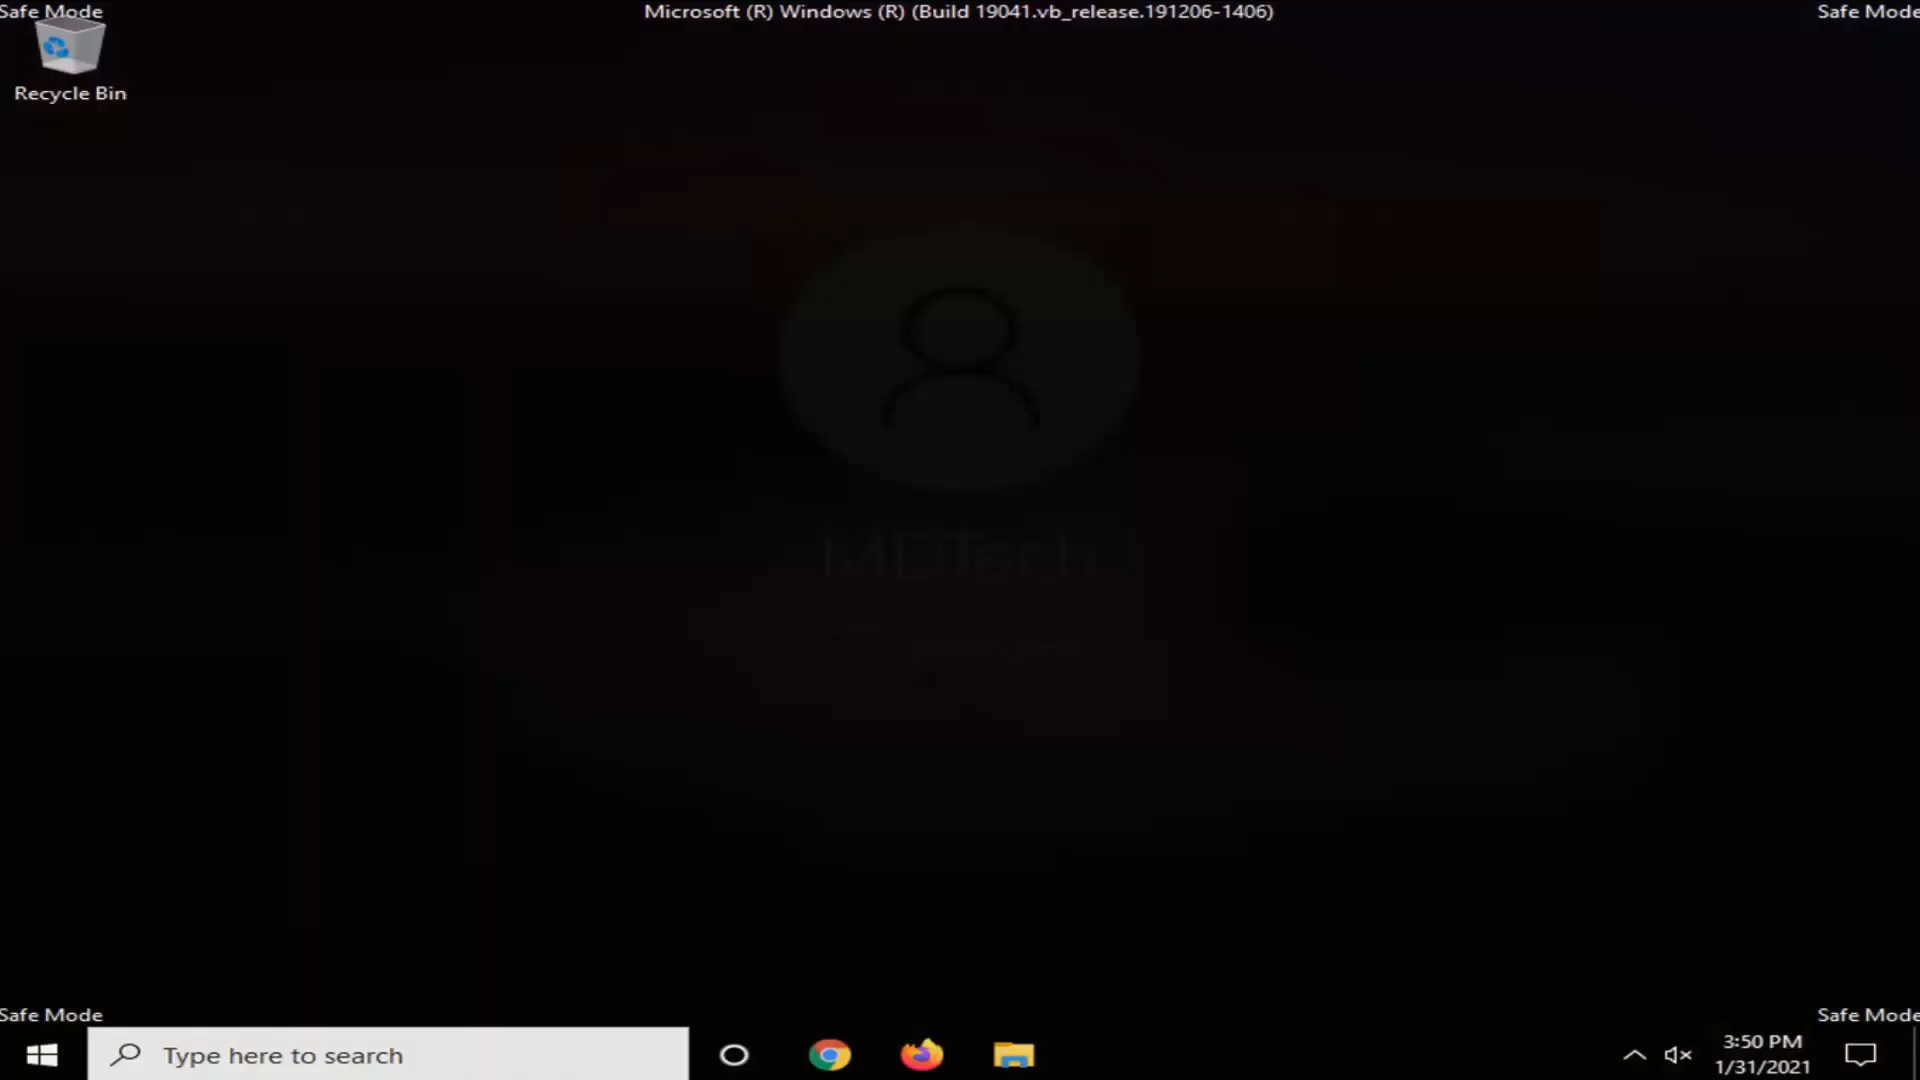 Safe Mode
Microsoft (R) Windows (R) (Build 19041.vb_release.191206-1406)
Safe Mode
Recycle Bin
MDTech
Safe Mode
Safe Mode
Type here to search
3:50 PM
1/31/2021